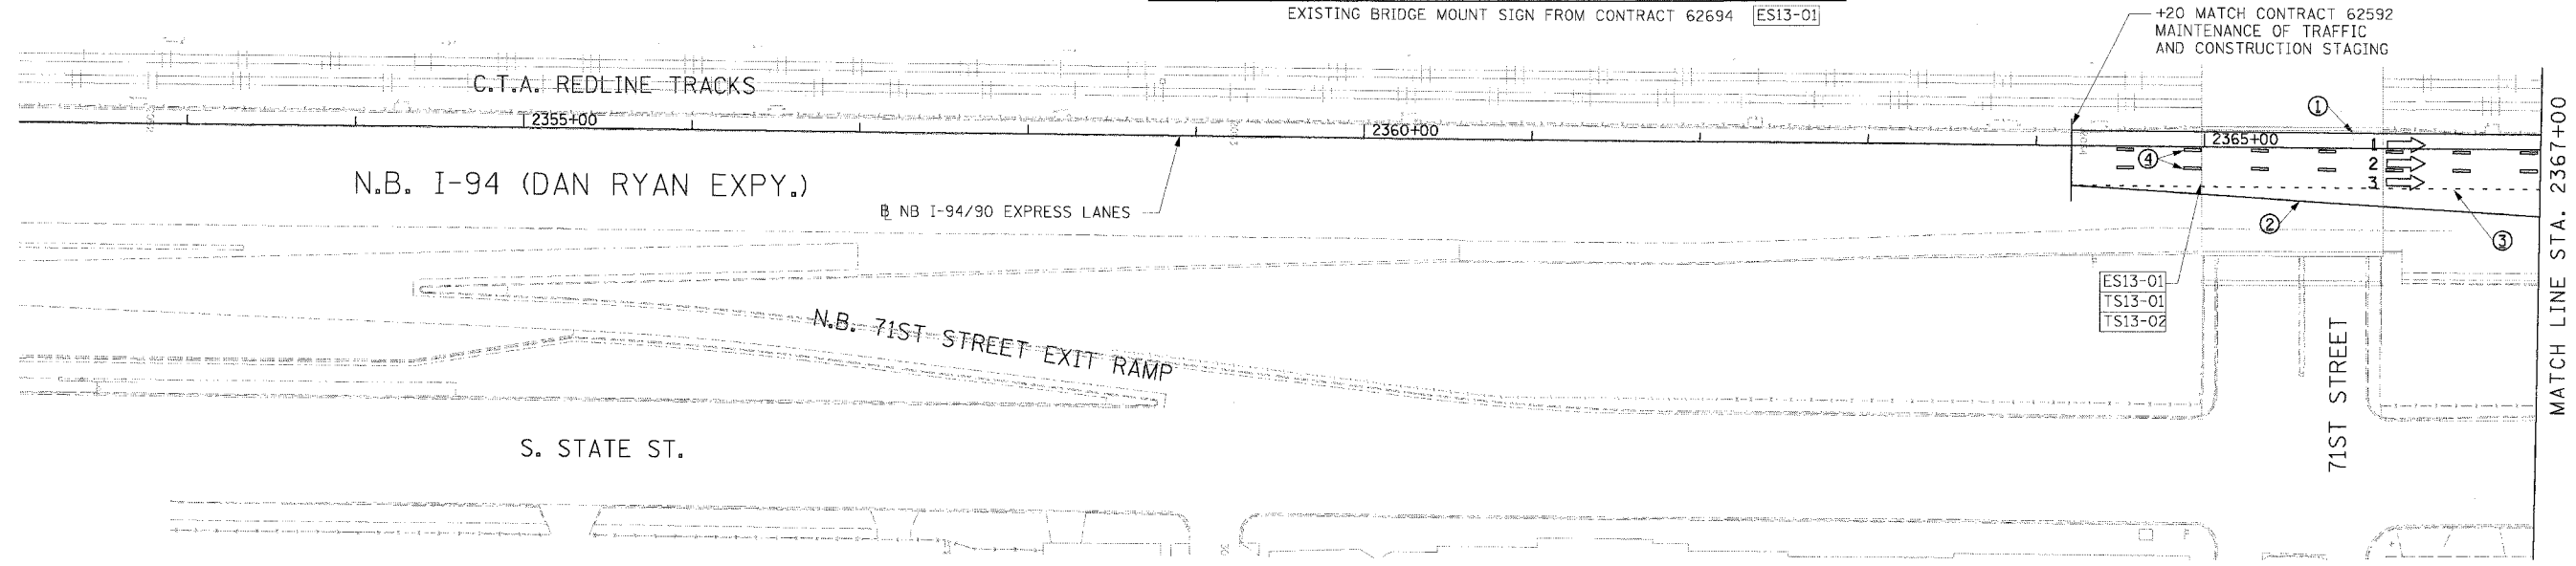 EXISTING BRIDGE MOUNT SIGN FROM CONTRACT 62694 ES13-01
+20 MATCH CONTRACT 62592
MAINTENANCE OF TRAFFIC
AND CONSTRUCTION STAGING
C.T.A. REDLINE TRACKS
2355+00
2360+00
2365+00
1
1
2
3
4
2
3
N.B. I-94 (DAN RYAN EXPY.)
NB I-94/90 EXPRESS LANES
ES13-01
TS13-01
TS13-02
N.B. 71ST STREET EXIT RAMP
71ST STREET
MATCH LINE STA. 2367+00
S. STATE ST.